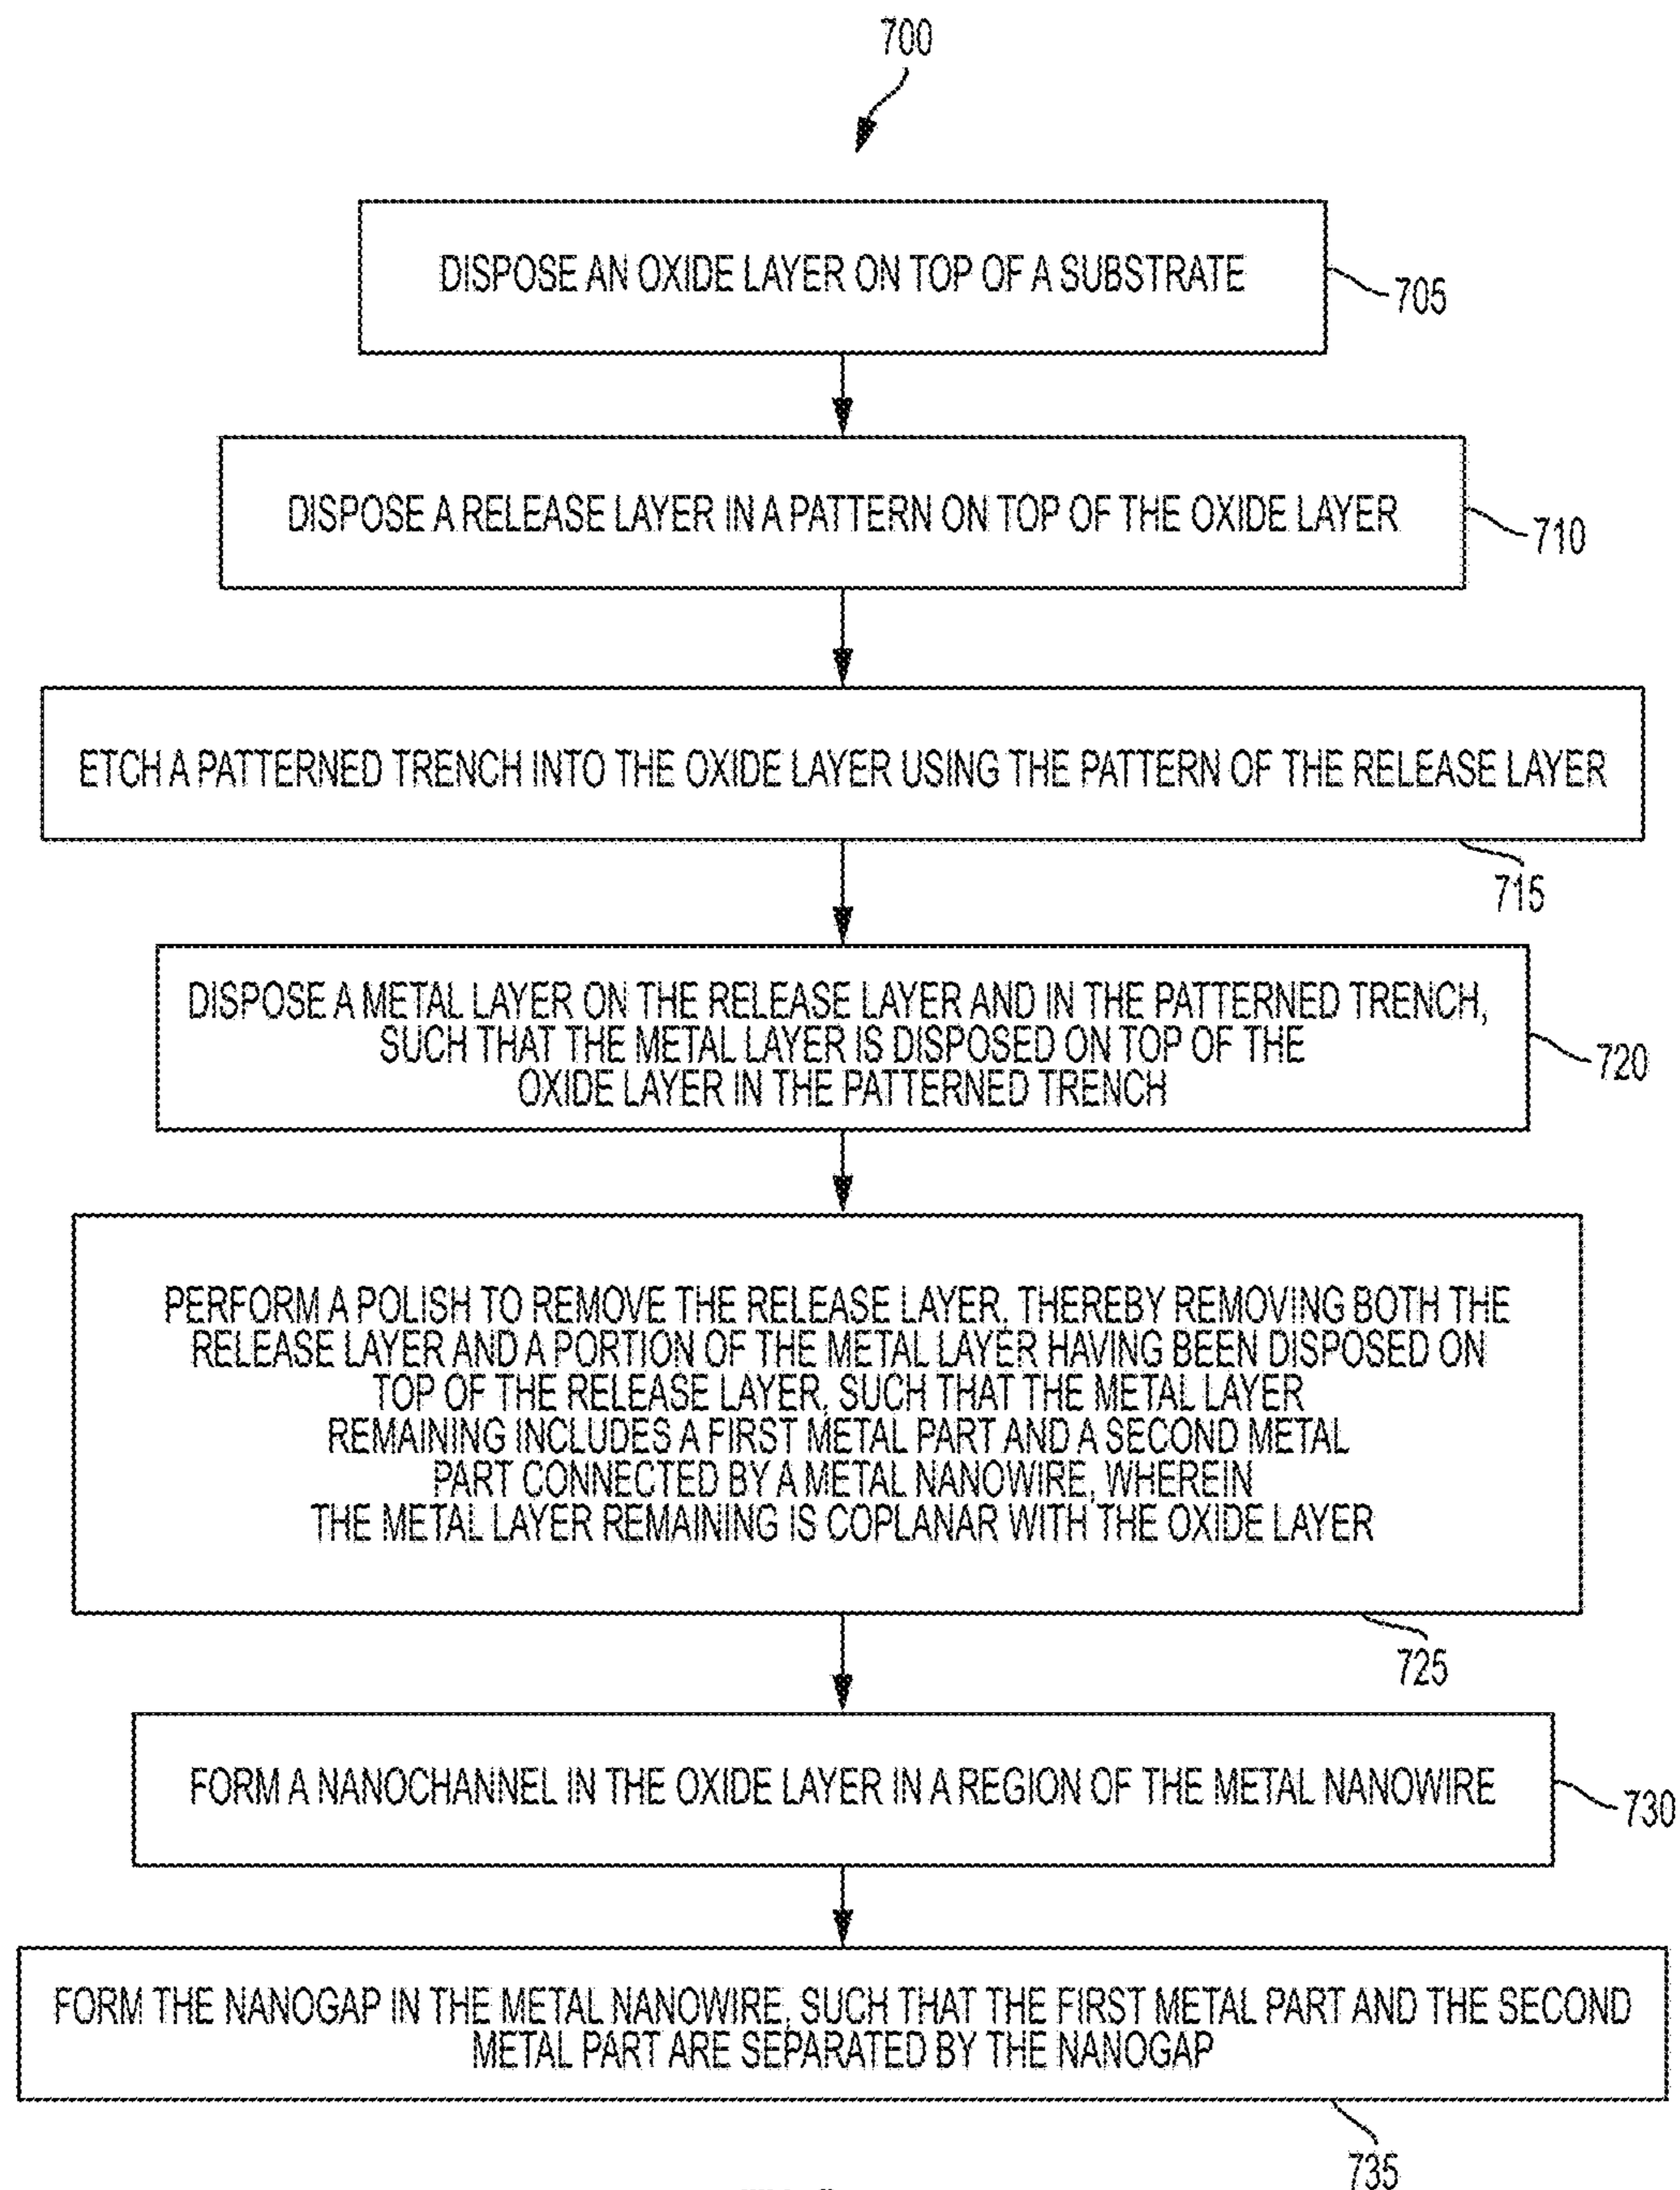 700
DISPOSE AN OXIDE LAYER ON TOP OF A SUBSTRATE
705
DISPOSE A RELEASE LAYER IN A PATTERN ON TOP OF THE OXIDE LAYER
710
ETCH A PATTERNED TRENCH INTO THE OXIDE LAYER USING THE PATTERN OF THE RELEASE LAYER
715
DISPOSE A METAL LAYER ON THE RELEASE LAYER AND IN THE PATTERNED TRENCH,
SUCH THAT THE METAL LAYER IS DISPOSED ON TOP OF THE
OXIDE LAYER IN THE PATTERNED TRENCH
720
PERFORM A POLISH TO REMOVE THE RELEASE LAYER, THEREBY REMOVING BOTH THE
RELEASE LAYER AND A PORTION OF THE METAL LAYER HAVING BEEN DISPOSED ON
TOP OF THE RELEASE LAYER, SUCH THAT THE METAL LAYER
REMAINING INCLUDES A FIRST METAL PART AND A SECOND METAL
PART CONNECTED BY A METAL NANOWIRE, WHEREIN
THE METAL LAYER REMAINING IS COPLANAR WITH THE OXIDE LAYER
725
FORM A NANOCHANNEL IN THE OXIDE LAYER IN A REGION OF THE METAL NANOWIRE
730
FORM THE NANOGAP IN THE METAL NANOWIRE, SUCH THAT THE FIRST METAL PART AND THE SECOND
METAL PART ARE SEPARATED BY THE NANOGAP
735